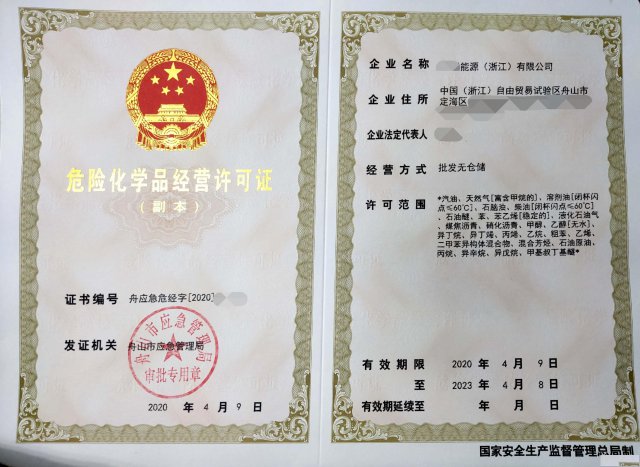 危险化学品经营许可证
（副本）
证书编号 舟应急危经字[2020]
发证机关 舟山市应急管理局
舟山市应急管理局
审批专用章
2020 年 4 月 9 日
企业名称 能源（浙江）有限公司
企业住所 中国（浙江）自由贸易试验区舟山市
定海区
企业法定代表人
经营方式 批发无仓储
许可范围 *汽油、天然气[富含甲烷的]、溶剂油[闭杯闪
点≤60℃]、石脑油、柴油[闭杯闪点≤60℃]
、石油醚、苯、苯乙烯[稳定的]、液化石油气
、煤焦沥青、硝化沥青、甲醇、乙醇[无水]、
异丁烷、异丁烯、丙烯、乙烷、粗苯、乙烯、
二甲苯异构体混合物、混合芳烃、石油原油、
丙烷、异辛烷、异戊烷、甲基叔丁基醚*
有效期限 2020 年 4 月 9 日
至 2023 年 4 月 8 日
有效期延续至 年 月 日
国家安全生产监督管理总局制